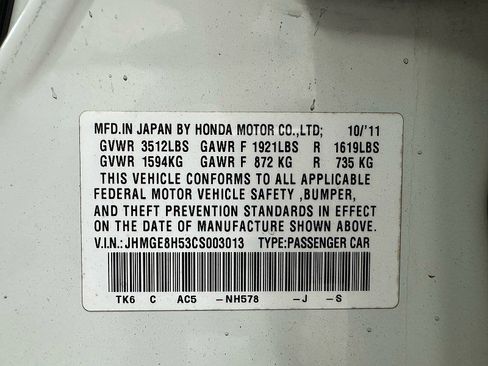 MFD.IN JAPAN BY HONDA MOTOR CO.,LTD; 10/'11
GVWR 3512LBS GAWR F 1921LBS R 1619LBS
GVWR 1594KG GAWR F 872 KG R 735 KG
THIS VEHICLE CONFORMS TO ALL APPLICABLE
FEDERAL MOTOR VEHICLE SAFETY ,BUMPER,
AND THEFT PREVENTION STANDARDS IN EFFECT
ON THE DATE OF MANUFACTURE SHOWN ABOVE.
V.I.N.:JHMGE8H53CS003013 TYPE:PASSENGER CAR
TK6 C AC5 -NH578 -J -S